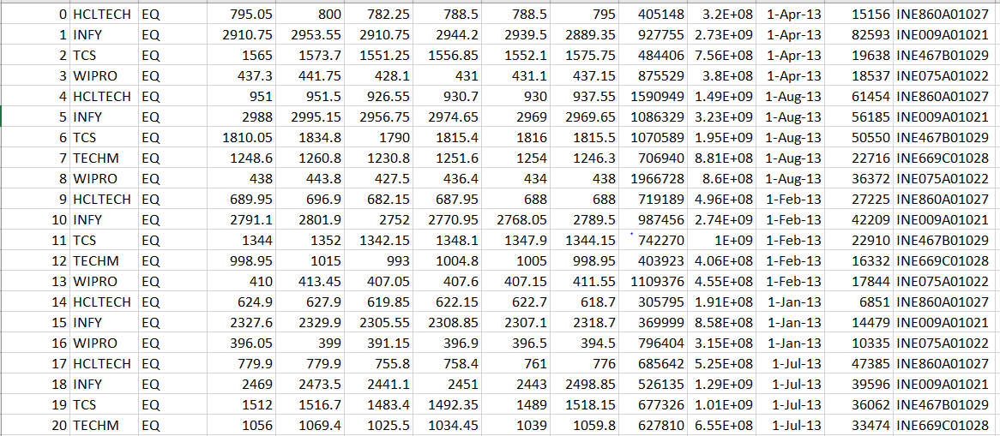 0 HCLTECH EQ 795.05 800 782.25 788.5 788.5 795 405148 3.2E+08 1-Apr-13 15156 INE860A01027
1 INFY EQ 2910.75 2953.55 2910.75 2944.2 2939.5 2889.35 927755 2.73E+09 1-Apr-13 82593 INE009A01021
2 TCS EQ 1565 1573.7 1551.25 1556.85 1552.1 1575.75 484406 7.56E+08 1-Apr-13 19638 INE467B01029
3 WIPRO EQ 437.3 441.75 428.1 431 431.1 437.15 875529 3.8E+08 1-Apr-13 18537 INE075A01022
4 HCLTECH EQ 951 951.5 926.55 930.7 930 937.55 1590949 1.49E+09 1-Aug-13 61454 INE860A01027
5 INFY EQ 2988 2995.15 2956.75 2974.65 2969 2969.65 1086329 3.23E+09 1-Aug-13 56185 INE009A01021
6 TCS EQ 1810.05 1834.8 1790 1815.4 1816 1815.5 1070589 1.95E+09 1-Aug-13 50550 INE467B01029
7 TECHM EQ 1248.6 1260.8 1230.8 1251.6 1254 1246.3 706940 8.81E+08 1-Aug-13 22716 INE669C01028
8 WIPRO EQ 438 443.8 427.5 436.4 434 438 1966728 8.6E+08 1-Aug-13 36372 INE075A01022
9 HCLTECH EQ 689.95 696.9 682.15 687.95 688 688 719189 4.96E+08 1-Feb-13 27225 INE860A01027
10 INFY EQ 2791.1 2801.9 2752 2770.95 2768.05 2789.5 987456 2.74E+09 1-Feb-13 42209 INE009A01021
11 TCS EQ 1344 1352 1342.15 1348.1 1347.9 1344.15 742270 1E+09 1-Feb-13 22910 INE467B01029
12 TECHM EQ 998.95 1015 993 1004.8 1005 998.95 403923 4.06E+08 1-Feb-13 16332 INE669C01028
13 WIPRO EQ 410 413.45 407.05 407.6 407.15 411.55 1109376 4.55E+08 1-Feb-13 17844 INE075A01022
14 HCLTECH EQ 624.9 627.9 619.85 622.15 622.7 618.7 305795 1.91E+08 1-Jan-13 6851 INE860A01027
15 INFY EQ 2327.6 2329.9 2305.55 2308.85 2307.1 2318.7 369999 8.58E+08 1-Jan-13 14479 INE009A01021
16 WIPRO EQ 396.05 399 391.15 396.9 396.5 394.5 796404 3.15E+08 1-Jan-13 10335 INE075A01022
17 HCLTECH EQ 779.9 779.9 755.8 758.4 761 776 685642 5.25E+08 1-Jul-13 47385 INE860A01027
18 INFY EQ 2469 2473.5 2441.1 2451 2443 2498.85 526135 1.29E+09 1-Jul-13 39596 INE009A01021
19 TCS EQ 1512 1516.7 1483.4 1492.35 1489 1518.15 677326 1.01E+09 1-Jul-13 36062 INE467B01029
20 TECHM EQ 1056 1069.4 1025.5 1034.45 1039 1059.8 627810 6.55E+08 1-Jul-13 33474 INE669C01028